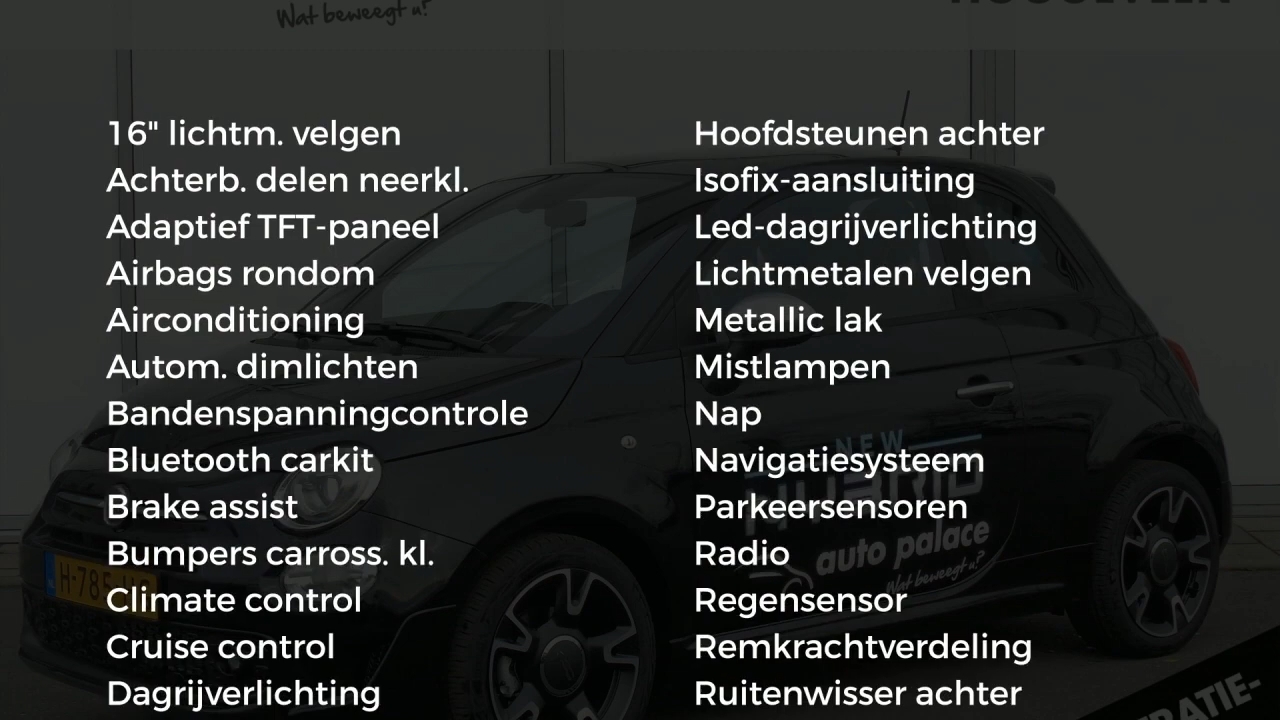 Wat beweegt u?
16" lichtm. velgen
Achterb. delen neerkl.
Adaptief TFT-paneel
Airbags rondom
Airconditioning
Autom. dimlichten
Bandenspanningcontrole
Bluetooth carkit
Brake assist
Bumpers carross. kl.
Climate control
Cruise control
Dagrijverlichting
Hoofdsteunen achter
Isofix-aansluiting
Led-dagrijverlichting
Lichtmetalen velgen
Metallic lak
Mistlampen
Nap
Navigatiesysteem
Parkeersensoren
Radio
Regensensor
Remkrachtverdeling
Ruitenwisser achter
NEW
HYBRID
auto palace
Wat beweegt u?